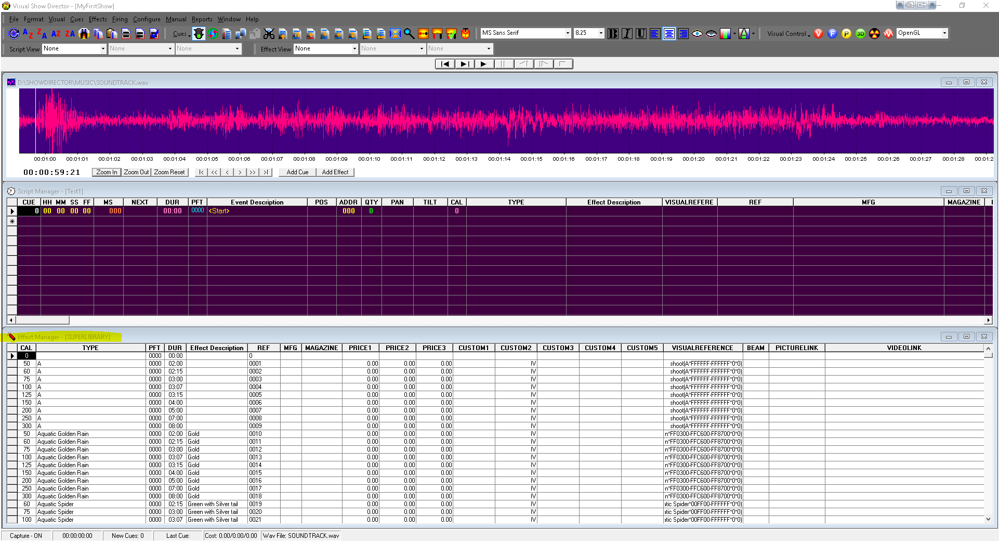 Visual Show Director - [MyFirstShow]
File Format Visual Cues Effects Firing Configure Manual Reports Window Help
Cues MS Sans Serif 8.25 B I U Visual Control V F P 3D OpenGL
Script View None None None Effect View None None None
D:\SHOWDIRECTOR\MUSIC\SOUNDTRACK.wav
00:01:00 00:01:01 00:01:02 00:01:03 00:01:04 00:01:05 00:01:06 00:01:07 00:01:08 00:01:09 00:01:10 00:01:11 00:01:12 00:01:13 00:01:14 00:01:15 00:01:16 00:01:17 00:01:18 00:01:19 00:01:20 00:01:21 00:01:22 00:01:23 00:01:24 00:01:25 00:01:26 00:01:27 00:01:28 00:01:2
00:00:59:21 Zoom In Zoom Out Zoom Reset |< << < > >> >| Add Cue Add Effect
Script Manager - [Test1]
CUE HH MM SS FF MS NEXT DUR PFT Event Description POS ADDR QTY PAN TILT CAL TYPE Effect Description VISUALREFERE REF MFG MAGAZINE
0 00 00 00 00 000 00:00 0000 <Start> 000 0 0
Effect Manager - [SUPERLIBRARY]
CAL TYPE PFT DUR Effect Description REF MFG MAGAZINE PRICE1 PRICE2 PRICE3 CUSTOM1 CUSTOM2 CUSTOM3 CUSTOM4 CUSTOM5 VISUALREFERENCE BEAM PICTURELINK VIDEOLINK
0 0000 00:00 0
50 A 0000 02:00 0001 0.00 0.00 0.00 IV shoot(A*FFFFFF-FFFFFF*0*0)
60 A 0000 02:15 0002 0.00 0.00 0.00 IV shoot(A*FFFFFF-FFFFFF*0*0)
75 A 0000 03:00 0003 0.00 0.00 0.00 IV shoot(A*FFFFFF-FFFFFF*0*0)
100 A 0000 03:07 0004 0.00 0.00 0.00 IV shoot(A*FFFFFF-FFFFFF*0*0)
125 A 0000 03:15 0005 0.00 0.00 0.00 IV shoot(A*FFFFFF-FFFFFF*0*0)
150 A 0000 04:00 0006 0.00 0.00 0.00 IV shoot(A*FFFFFF-FFFFFF*0*0)
200 A 0000 05:00 0007 0.00 0.00 0.00 IV shoot(A*FFFFFF-FFFFFF*0*0)
250 A 0000 07:00 0008 0.00 0.00 0.00 IV shoot(A*FFFFFF-FFFFFF*0*0)
300 A 0000 08:00 0009 0.00 0.00 0.00 IV shoot(A*FFFFFF-FFFFFF*0*0)
50 Aquatic Golden Rain 0000 02:00 Gold 0010 0.00 0.00 0.00 IV n*FF0300-FFC600-FF8700*0*0)
60 Aquatic Golden Rain 0000 02:15 Gold 0011 0.00 0.00 0.00 IV n*FF0300-FFC600-FF8700*0*0)
75 Aquatic Golden Rain 0000 03:00 Gold 0012 0.00 0.00 0.00 IV n*FF0300-FFC600-FF8700*0*0)
100 Aquatic Golden Rain 0000 03:07 Gold 0013 0.00 0.00 0.00 IV n*FF0300-FFC600-FF8700*0*0)
125 Aquatic Golden Rain 0000 03:15 Gold 0014 0.00 0.00 0.00 IV n*FF0300-FFC600-FF8700*0*0)
150 Aquatic Golden Rain 0000 04:00 Gold 0015 0.00 0.00 0.00 IV n*FF0300-FFC600-FF8700*0*0)
200 Aquatic Golden Rain 0000 05:00 Gold 0016 0.00 0.00 0.00 IV n*FF0300-FFC600-FF8700*0*0)
250 Aquatic Golden Rain 0000 07:00 Gold 0017 0.00 0.00 0.00 IV n*FF0300-FFC600-FF8700*0*0)
300 Aquatic Golden Rain 0000 08:00 Gold 0018 0.00 0.00 0.00 IV n*FF0300-FFC600-FF8700*0*0)
60 Aquatic Spider 0000 02:15 Green with Silver tail 0019 0.00 0.00 0.00 IV atic Spider*00FF00-FFFFFF*0*0)
75 Aquatic Spider 0000 03:00 Green with Silver tail 0020 0.00 0.00 0.00 IV atic Spider*00FF00-FFFFFF*0*0)
100 Aquatic Spider 0000 03:07 Green with Silver tail 0021 0.00 0.00 0.00 IV atic Spider*00FF00-FFFFFF*0*0)
Capture - ON 00:00:00:00 New Cues: 0 Last Cue: Cost: 0.00/0.00/0.00 Wav File: SOUNDTRACK.wav